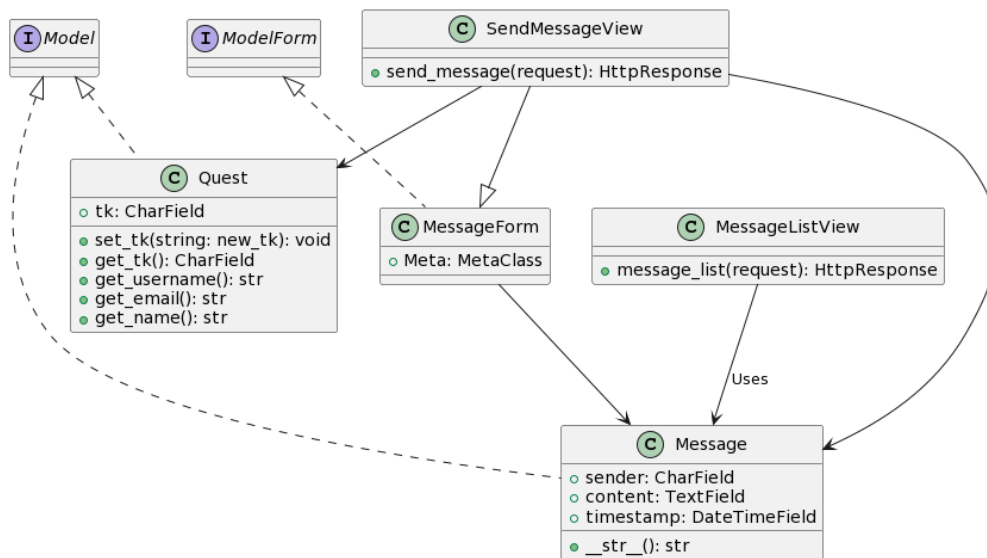 I Model
I ModelForm
C SendMessageView
send_message(request): HttpResponse
C Quest
tk: CharField
set_tk(string: new_tk): void
get_tk(): CharField
get_username(): str
get_email(): str
get_name(): str
C MessageForm
Meta: MetaClass
C MessageListView
message_list(request): HttpResponse
Uses
C Message
sender: CharField
content: TextField
timestamp: DateTimeField
__str__(): str